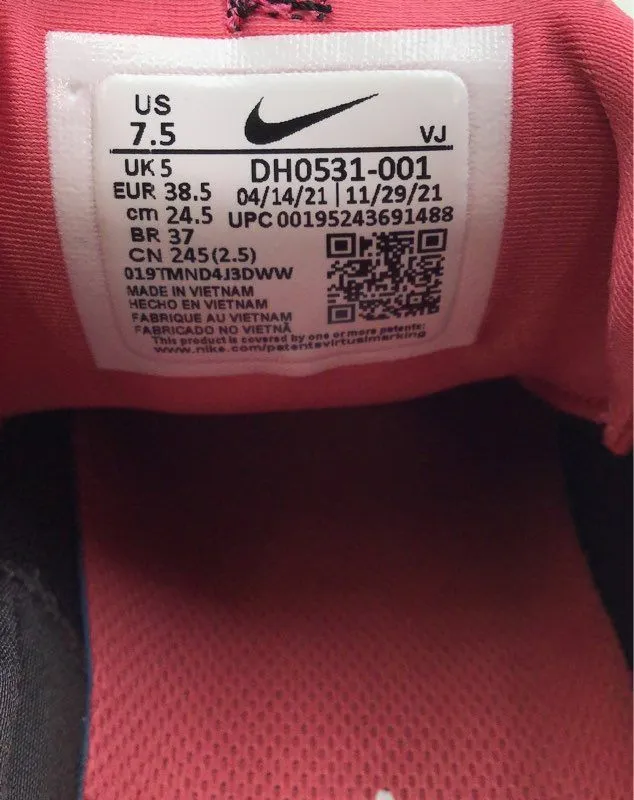 US
7.5
VJ
UK 5
DH0531-001
EUR 38.5
04/14/21 | 11/29/21
cm 24.5
UPC 00195243691488
BR 37
CN 245(2.5)
019TMND4J3DWW
MADE IN VIETNAM
HECHO EN VIETNAM
FABRIQUE AU VIETNAM
FABRICADO NO VIETNÃ
This product is covered by one or more patents:
www.nike.com/patentsvirtualmarking